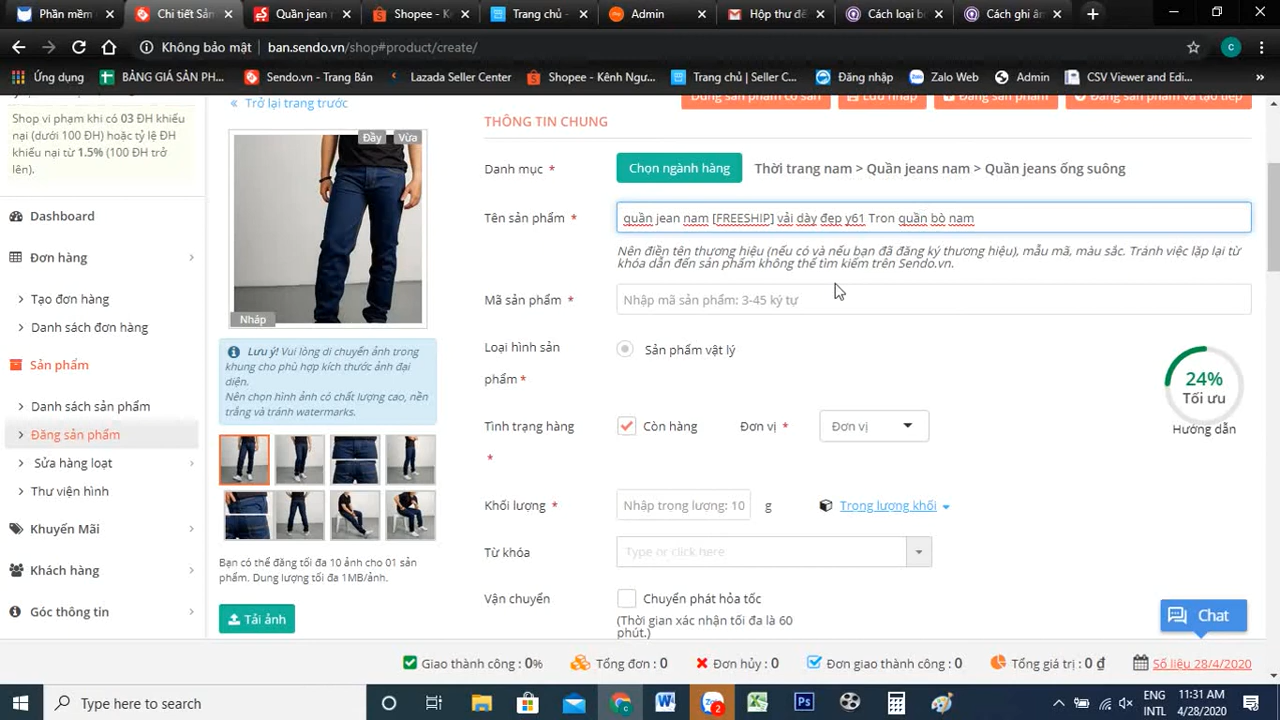 Phần mềm
Chi tiết Sản
Quần jean
Shopee - Kênh
Trang chủ -
Admin
Hộp thư đế
Cách loại bỏ
Cách ghi âm
Không bảo mật
ban.sendo.vn/shop#product/create/
C
Ứng dụng
BẢNG GIÁ SẢN PH...
Sendo.vn - Trang Bán
Lazada Seller Center
Shopee - Kênh Ngư...
Trang chủ | Seller C...
Đăng nhập
Zalo Web
Admin
CSV Viewer and Edi...
»
Shop vi phạm khi có 03 ĐH khiếu
nại (dưới 100 ĐH) hoặc tỷ lệ ĐH
khiếu nại từ 1.5% (100 ĐH trở
lên).
Dashboard
Đơn hàng
Tạo đơn hàng
Danh sách đơn hàng
Sản phẩm
Danh sách sản phẩm
Đăng sản phẩm
Sửa hàng loạt
Thư viện hình
Khuyến Mãi
Khách hàng
Góc thông tin
« Trở lại trang trước
Đầy
Vừa
Nháp
Lưu ý! Vui lòng di chuyển ảnh trong
khung cho phù hợp kích thước ảnh đại
diện.
Nên chọn hình ảnh có chất lượng cao, nền
trắng và tránh watermarks.
Bạn có thể đăng tối đa 10 ảnh cho 01 sản
phẩm. Dung lượng tối đa 1MB/ảnh.
Tải ảnh
THÔNG TIN CHUNG
Danh mục *
Chọn ngành hàng
Thời trang nam > Quần jeans nam > Quần jeans ống suông
Tên sản phẩm *
quần jean nam [FREESHIP] vải dày đẹp y61 Tron quần bò nam
Nên điền tên thương hiệu (nếu có và nếu bạn đã đăng ký thương hiệu), mẫu mã, màu sắc. Tránh việc lặp lại từ
khóa dẫn đến sản phẩm không thể tìm kiếm trên Sendo.vn.
Mã sản phẩm *
Nhập mã sản phẩm: 3-45 ký tự
Loại hình sản
phẩm *
Sản phẩm vật lý
24%
Tối ưu
Hướng dẫn
Tình trạng hàng
*
Còn hàng
Đơn vị *
Đơn vị
Khối lượng *
Nhập trọng lượng: 10
g
Trọng lượng khối
Từ khóa
Type or click here
Vận chuyển
Chuyển phát hỏa tốc
(Thời gian xác nhận tối đa là 60
phút.)
Chat
Giao thành công : 0%
Tổng đơn : 0
Đơn hủy : 0
Đơn giao thành công : 0
Tổng giá trị : 0 đ
Số liệu 28/4/2020
Type here to search
2
ENG
INTL
11:31 AM
4/28/2020